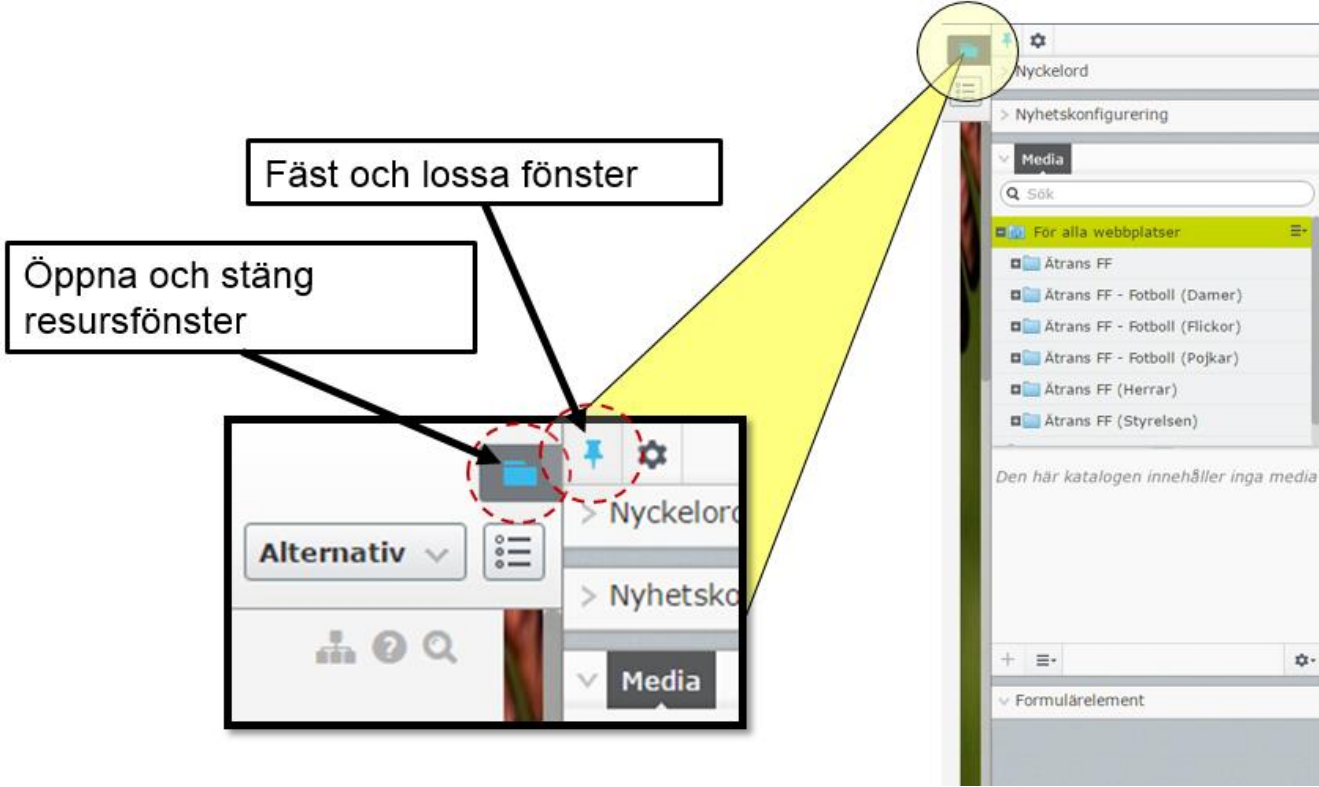 Fäst och lossa fönster
Öppna och stäng
resursfönster
Alternativ
Nyckelord
Nyhetsko
Media
Nyckelord
Nyhetskonfigurering
Media
Sök
För alla webbplatser
Ätrans FF
Ätrans FF - Fotboll (Damer)
Ätrans FF - Fotboll (Flickor)
Ätrans FF - Fotboll (Pojkar)
Ätrans FF (Herrar)
Ätrans FF (Styrelsen)
Den här katalogen innehåller inga media
Formulärelement